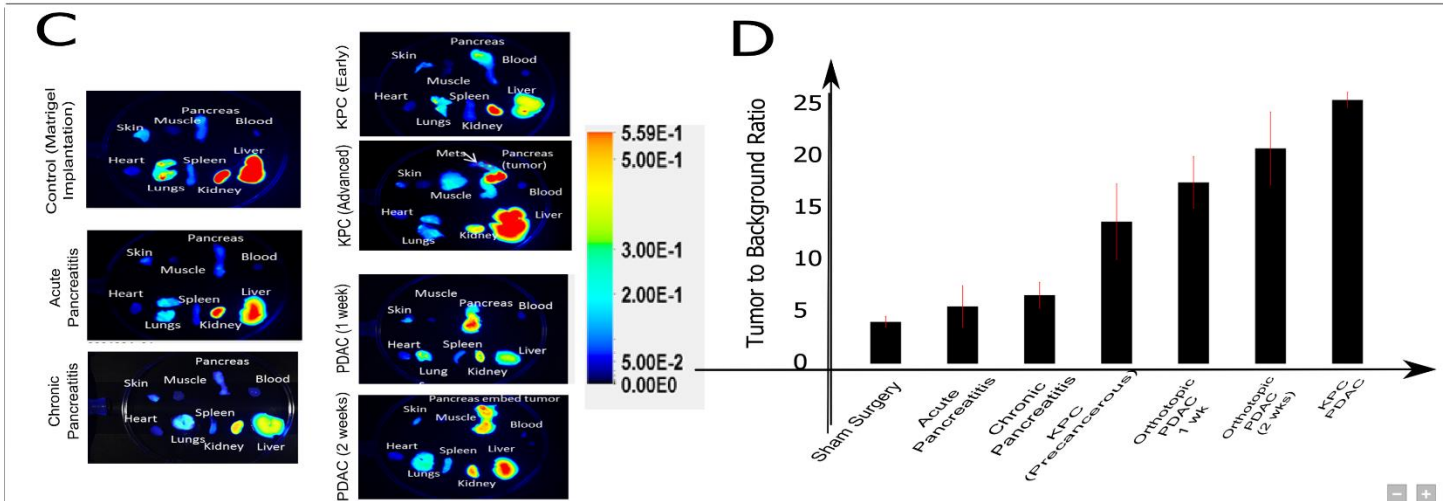 C
Control (Matrigel
Implantation)
Skin
Pancreas
Muscle
Blood
Heart
Spleen
Liver
Lungs
Kidney
Acute
Pancreatitis
Skin
Pancreas
Muscle
Blood
Heart
Spleen
Liver
Lungs
Kidney
Chronic
Pancreatitis
Skin
Pancreas
Muscle
Blood
Heart
Spleen
Lungs
Kidney
Liver
KPC (Early)
Skin
Pancreas
Blood
Muscle
Heart
Spleen
Liver
Lungs
Kidney
KPC (Advanced)
Mets
Pancreas
(tumor)
Skin
Muscle
Blood
Heart
Liver
Lungs
Kidney
PDAC (1 week)
Muscle
Skin
Pancreas
Blood
Heart
Spleen
Liver
Lung
Kidney
PDAC (2 weeks)
Pancreas embed tumor
Skin
Muscle
Blood
Heart
Spleen
Liver
Lungs
Kidney
5.59E-1
5.00E-1
3.00E-1
2.00E-1
5.00E-2
0.00E0
D
Tumor to Background Ratio
25
20
15
10
5
0
Sham Surgery
Acute
Pancreatitis
Chronic
Pancreatitis
KPC
(Precancerous)
Orthotopic
PDAC
1 wk
Orthotopic
PDAC
(2 wks)
KPC
PDAC